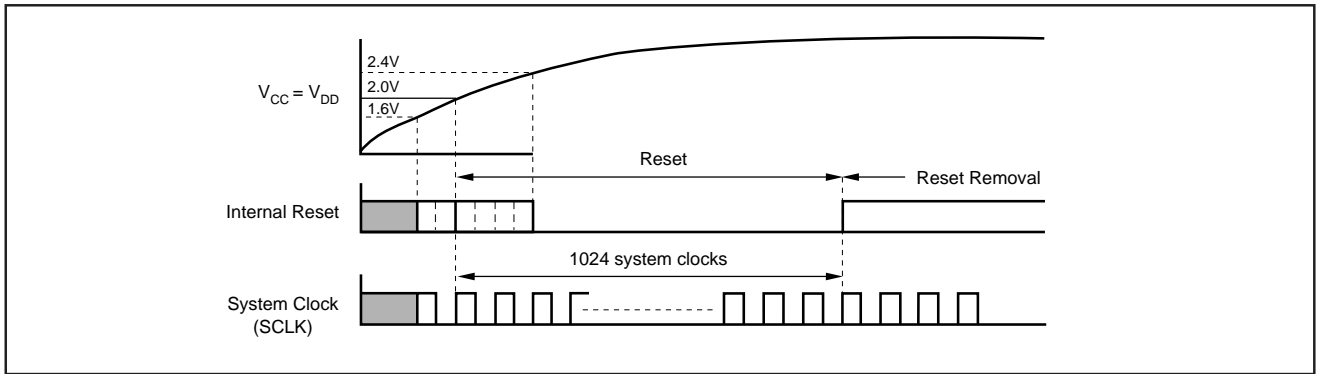 2.4V
2.0V
1.6V
VCC = VDD
Reset
Reset Removal
Internal Reset
1024 system clocks
System Clock
(SCLK)